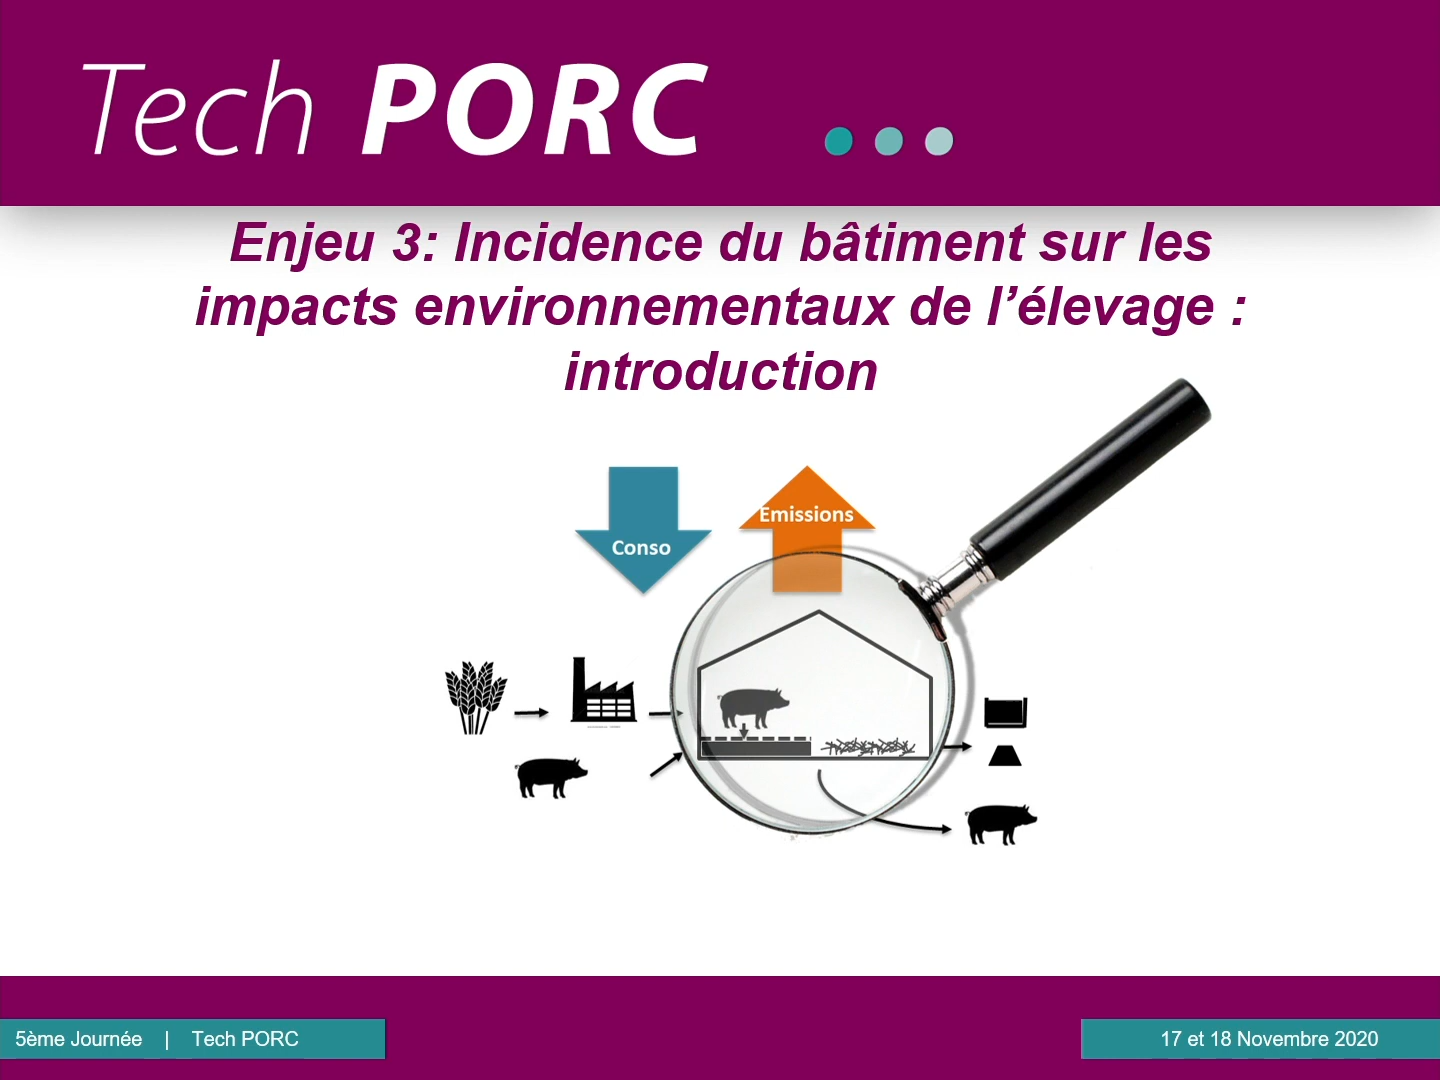 Tech PORC
Enjeu 3: Incidence du bâtiment sur les
impacts environnementaux de l’élevage :
introduction
Emissions
Conso
5ème Journée | Tech PORC
17 et 18 Novembre 2020